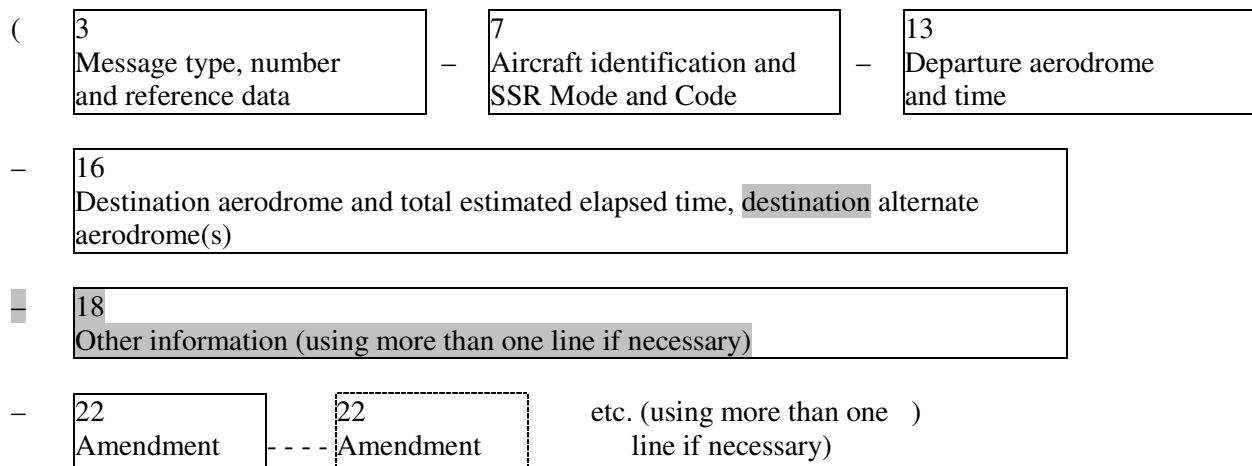 ( 3 7 13
Message type, number – Aircraft identification and – Departure aerodrome
and reference data SSR Mode and Code and time
– 16
Destination aerodrome and total estimated elapsed time, destination alternate
aerodrome(s)
– 18
Other information (using more than one line if necessary)
– 22 22 etc. (using more than one )
Amendment - - - - Amendment line if necessary)